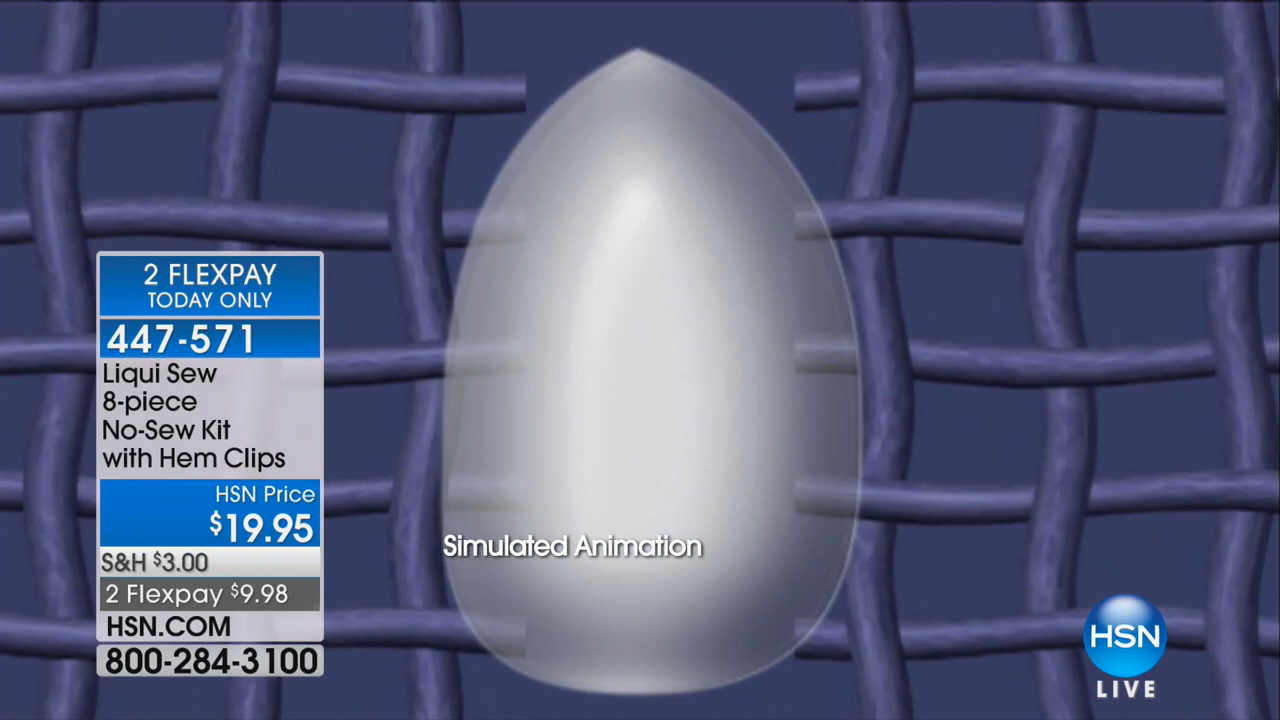 2 FLEXPAY
TODAY ONLY
447-571
Liqui Sew
8-piece
No-Sew Kit
with Hem Clips
HSN Price
$19.95
S&H $3.00
2 Flexpay $9.98
HSN.COM
800-284-3100
Simulated Animation
HSN
LIVE